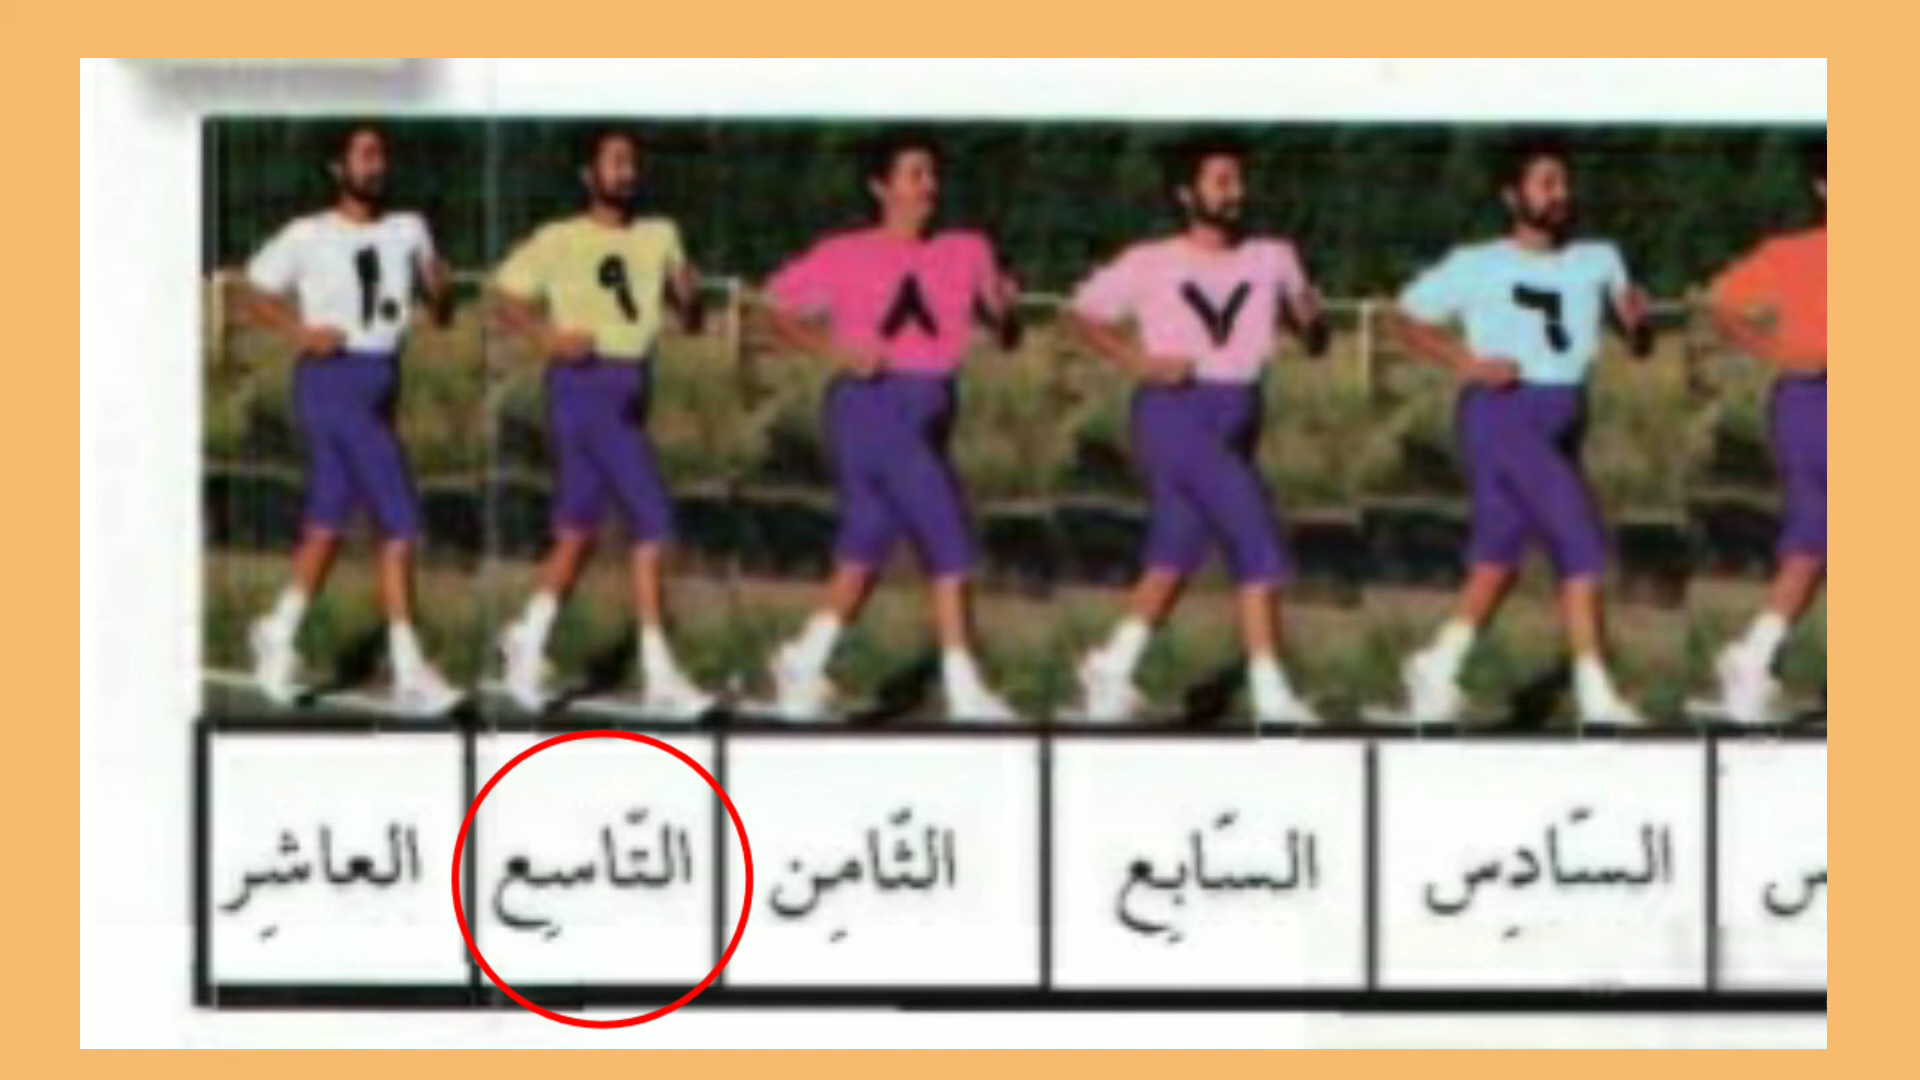 ٦ ٧ ٨ ٩ ١٠
السَّادِس السَّابِع الثَّامِن التَّاسِع العاشِر